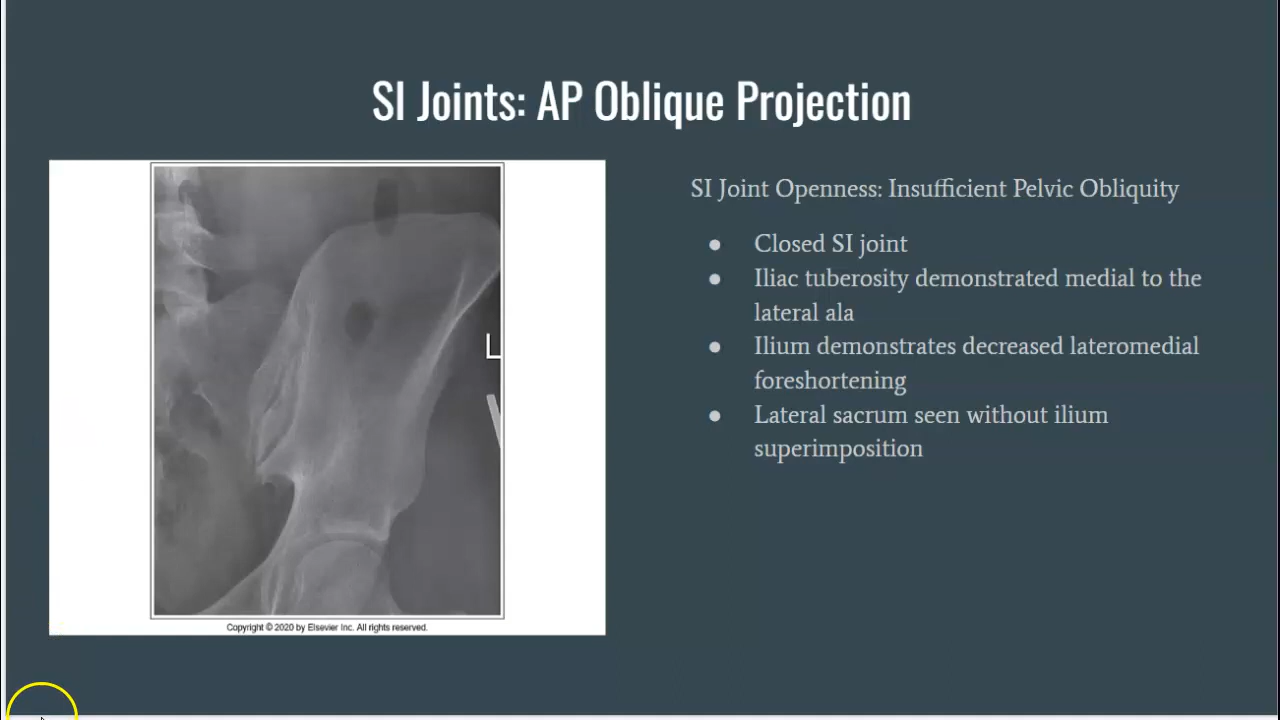 SI Joints: AP Oblique Projection
SI Joint Openness: Insufficient Pelvic Obliquity
● Closed SI joint
● Iliac tuberosity demonstrated medial to the
lateral ala
● Ilium demonstrates decreased lateromedial
foreshortening
● Lateral sacrum seen without ilium
superimposition
L
Copyright © 2020 by Elsevier Inc. All rights reserved.